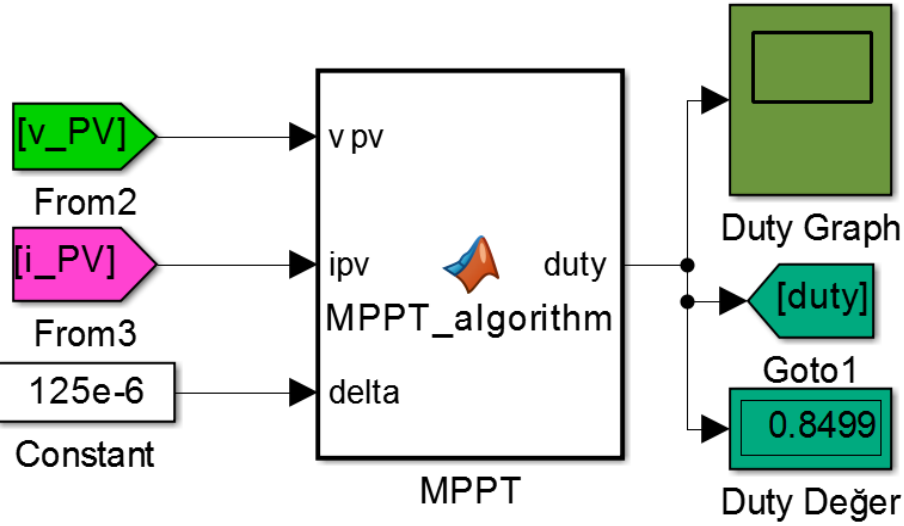 [v_PV]
From2
[i_PV]
From3
125e-6
Constant
v pv
ipv
delta
duty
MPPT_algorithm
MPPT
Duty Graph
[duty]
Goto1
0.8499
Duty Değer